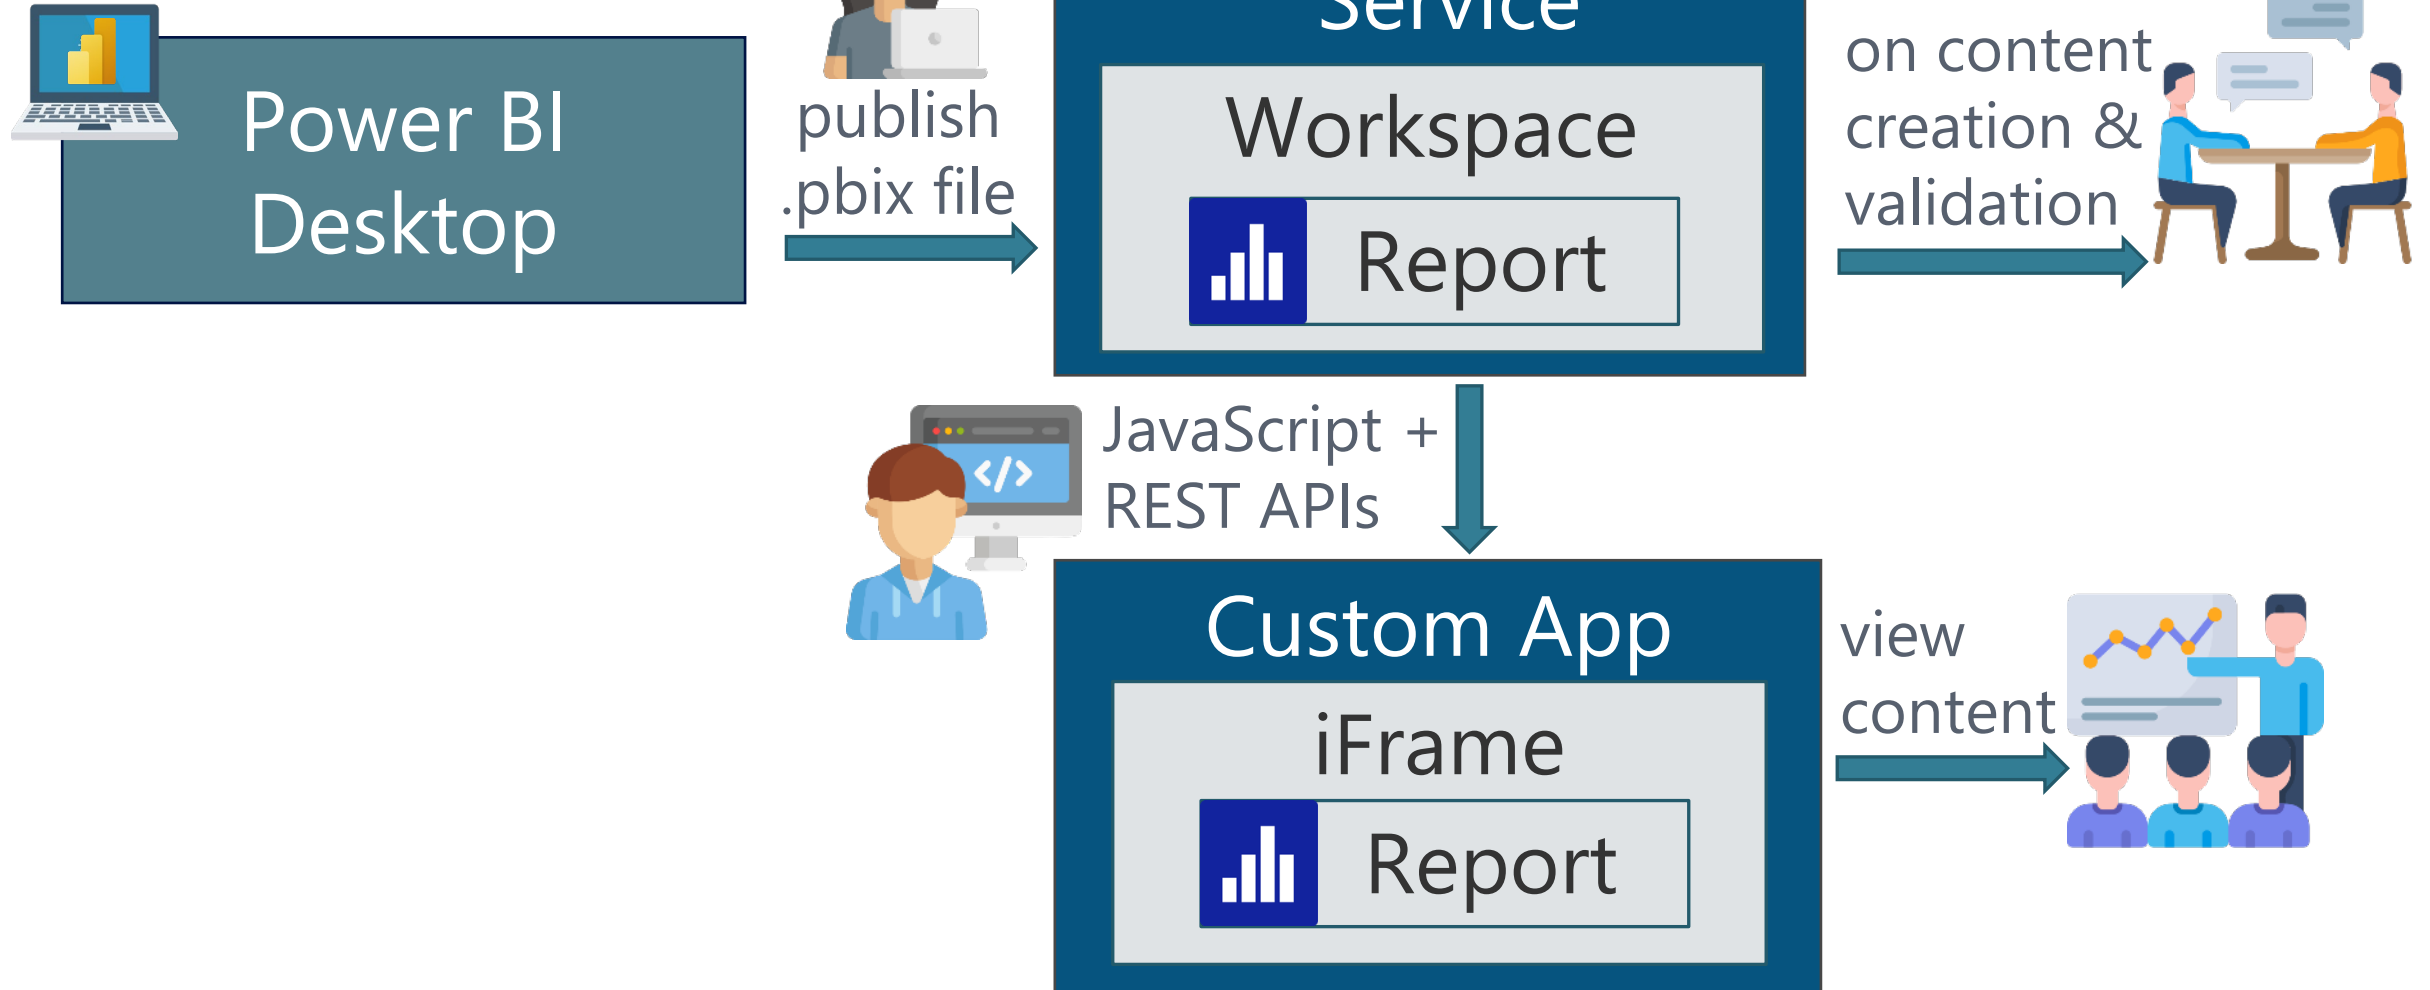 Power BI
Desktop
publish
.pbix file
Service
Workspace
Report
on content
creation &
validation
JavaScript +
REST APIs
Custom App
iFrame
Report
view
content